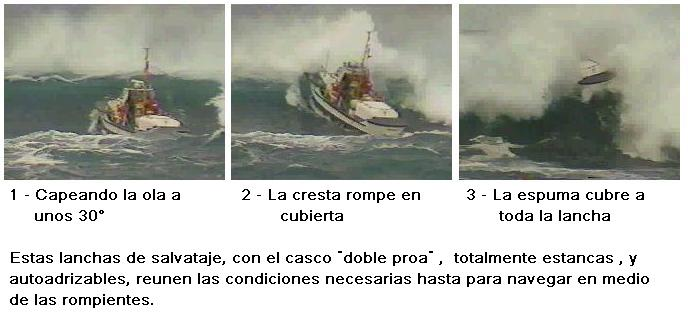 1 - Capeando la ola a
unos 30°
2 - La cresta rompe en
cubierta
3 - La espuma cubre a
toda la lancha
Estas lanchas de salvataje, con el casco ¨doble proa¨ , totalmente estancas , y
autoadrizables, reunen las condiciones necesarias hasta para navegar en medio
de las rompientes.